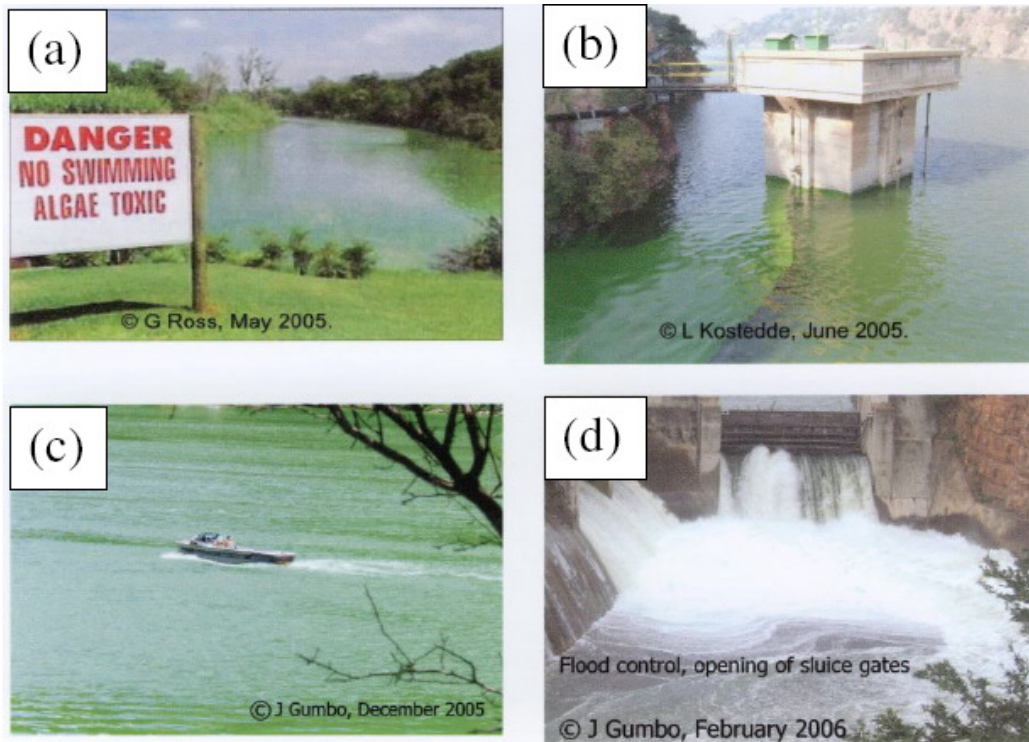 (a)
DANGER
NO SWIMMING
ALGAE TOXIC
© G Ross, May 2005.
(b)
© L Kostedde, June 2005.
(c)
© J Gumbo, December 2005
(d)
Flood control, opening of sluice gates
© J Gumbo, February 2006